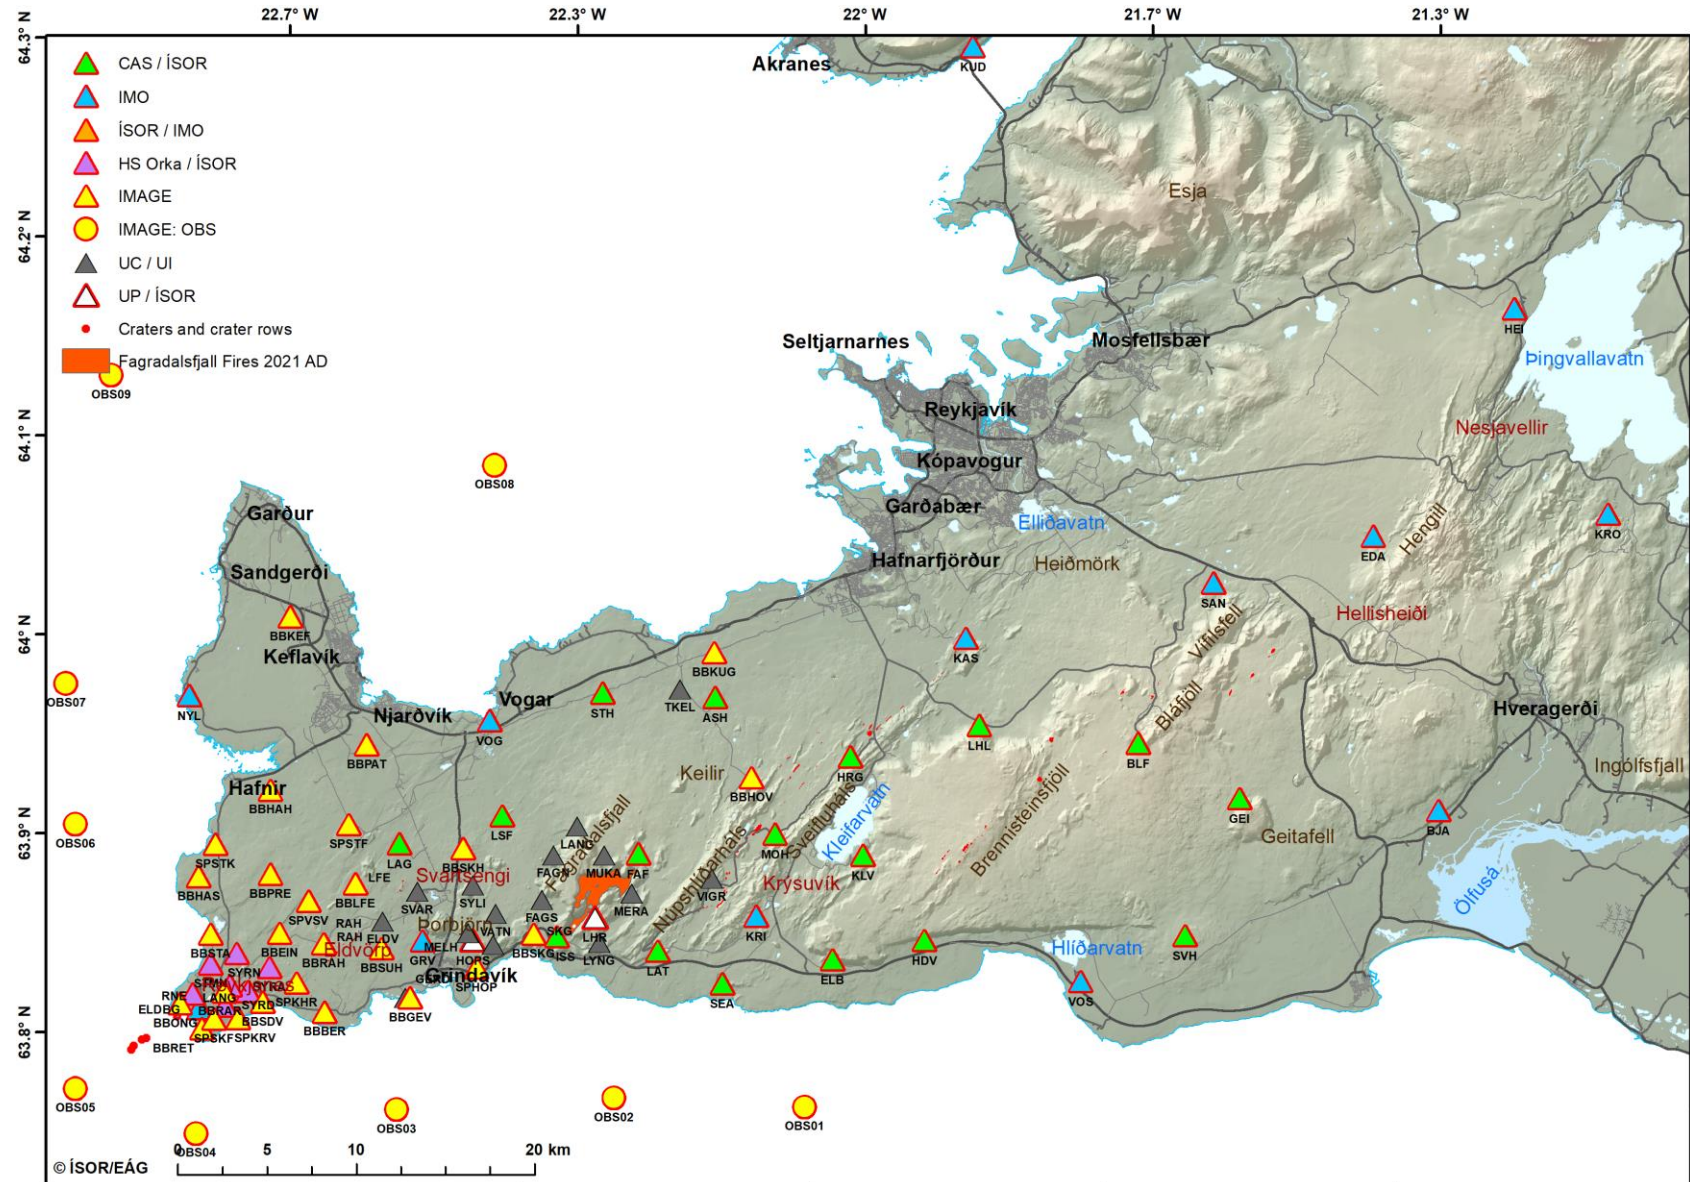 22.7° W
22.3° W
22° W
21.7° W
21.3° W
64.3° N
64.2° N
64.1° N
64° N
63.9° N
63.8° N
CAS / ÍSOR
IMO
ÍSOR / IMO
HS Orka / ÍSOR
IMAGE
IMAGE: OBS
UC / UI
UP / ÍSOR
Craters and crater rows
Fagradalsfjall Fires 2021 AD
Akranes
KUD
Esja
HEI
Þingvallavatn
Seltjarnarnes
Mosfellsbær
OBS09
Reykjavík
Nesjavellir
Kópavogur
OBS08
Garðabær
Garður
Elliðavatn
Hengill
KRO
EDA
Hafnarfjörður
Heiðmörk
Sandgerði
SAN
Hellisheiði
Vífilsfell
BBKEF
Keflavík
KAS
BBKUG
OBS07
NYL
Njarðvík
Vogar
VOG
STH
TKEL
ASH
LHL
Bláfjöll
BLF
Hveragerði
BBPAT
Keilir
HRG
Ingólfsfjall
Hafnir
BBHAH
BBHOV
Sveifluháls
Kleifarvatn
Brennisteinsfjöll
GEI
Geitafell
BJA
OBS06
SPSTK
SPSTF
LAG
LSF
BBSKH
LANG
FAGN
Fagradalsfjall
MUKA
FAF
MOH
KLV
BBHAS
BBPRE
LFE
BBLFE
Svartsengi
SVAR
SYLI
MERA
VIGR
Núpshlíðarháls
Krýsuvík
Ölfusá
SPVSV
RAH
RAH
ELDV
Þorbjörn
VATN
FAGS
SKG
LHR
KRI
BBSTA
BBEIN
BBRAH
Eldvörp
BBSUH
GRV
MELH
HOPS
BBSKG
ISS
LYNG
LAT
ELB
HDV
Hlíðarvatn
SVH
SYRN
Grindavík
SPHOP
SEA
VOS
RNE
LANG
SYRD
SPKHR
ELDBG
BBONG
BBRAR
BBSDV
BBBER
BBGEV
BBRET
SPSKF
SPKRV
OBS05
OBS04
OBS03
OBS02
OBS01
0 5 10 20 km
© ÍSOR/EÁG